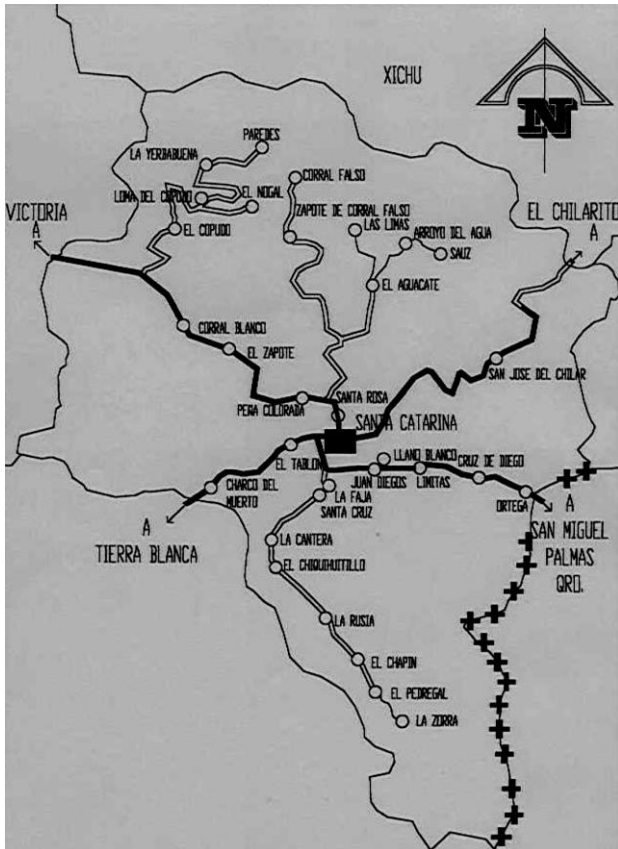 XICHU
N
PAREDES
LA YERBABUENA
CORRAL FALSO
LOMA DEL COPUDO
EL NOGAL
VICTORIA
A
ZAPOTE DE CORRAL FALSO
LAS LIMAS
ARROYO DEL AGUA
EL CHILARITO
A
EL COPUDO
SAUZ
EL AGUACATE
CORRAL BLANCO
EL ZAPOTE
SAN JOSE DEL CHILAR
PEÑA COLORADA
SANTA ROSA
SANTA CATARINA
EL TABLON
LLANO BLANCO
CRUZ DE DIEGO
JUAN DIEGOS
LIMITAS
CHARCO DEL
MUERTO
LA FAJA
SANTA CRUZ
ORTEGA
A
SAN MIGUEL
PALMAS
QRO.
A
TIERRA BLANCA
LA CANTERA
EL CHIQUIHUITILLO
LA RUSIA
EL CHAPIN
EL PEDREGAL
LA ZORRA